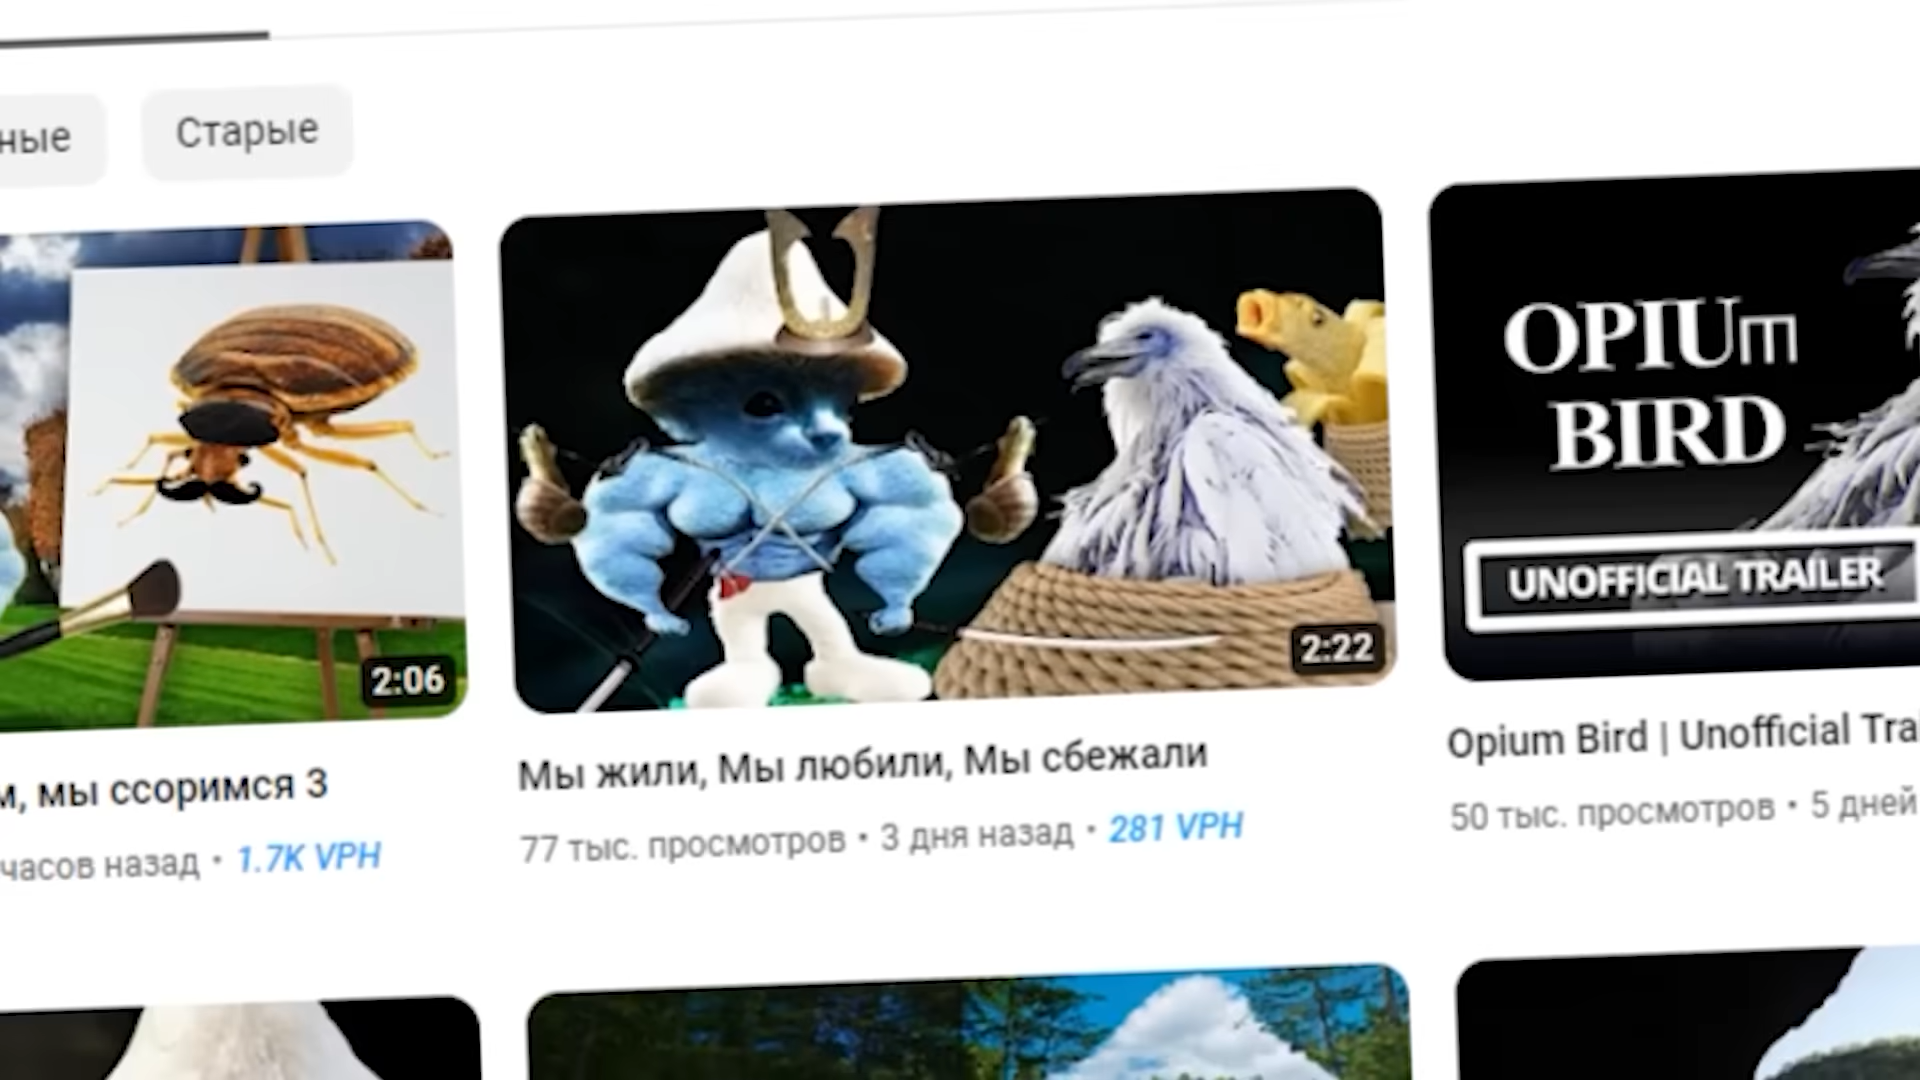 ные
Старые
2:06
2:22
OPIUm
BIRD
UNOFFICIAL TRAILER
м, мы ссоримся 3
часов назад • 1.7K VPH
Мы жили, Мы любили, Мы сбежали
77 тыс. просмотров • 3 дня назад • 281 VPH
Opium Bird | Unofficial Trai
50 тыс. просмотров • 5 дней